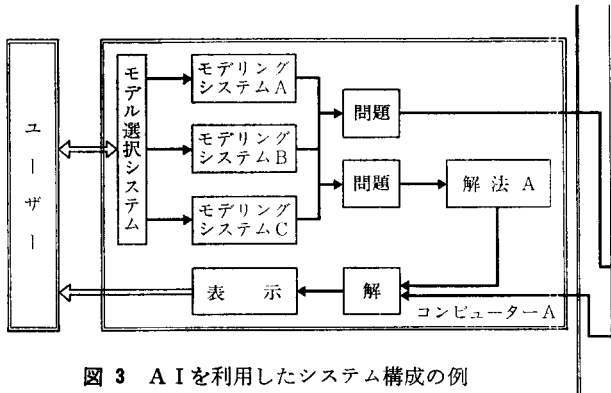 ユーザー
モデル選択システム
モデリング
システムA
モデリング
システムB
モデリング
システムC
問題
問題
解法A
解
表示
コンピューターA
図3 AIを利用したシステム構成の例